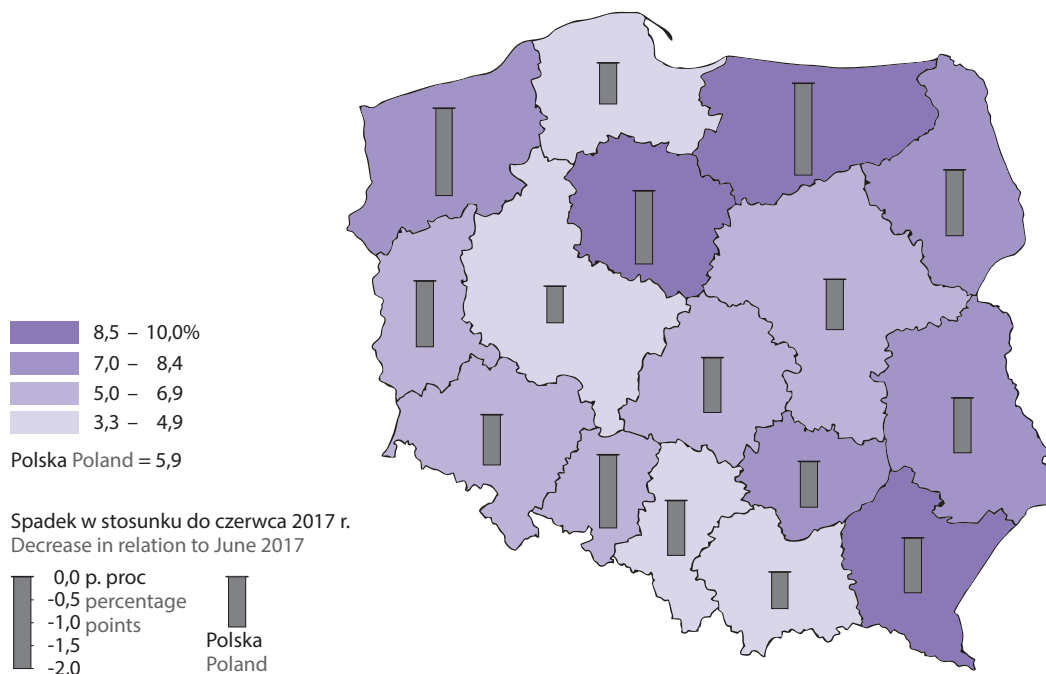 8,5 – 10,0%
7,0 – 8,4
5,0 – 6,9
3,3 – 4,9
Polska Poland = 5,9
Spadek w stosunku do czerwca 2017 r.
Decrease in relation to June 2017
0,0 p. proc
-0,5 percentage
-1,0 points
-1,5
-2,0
Polska
Poland